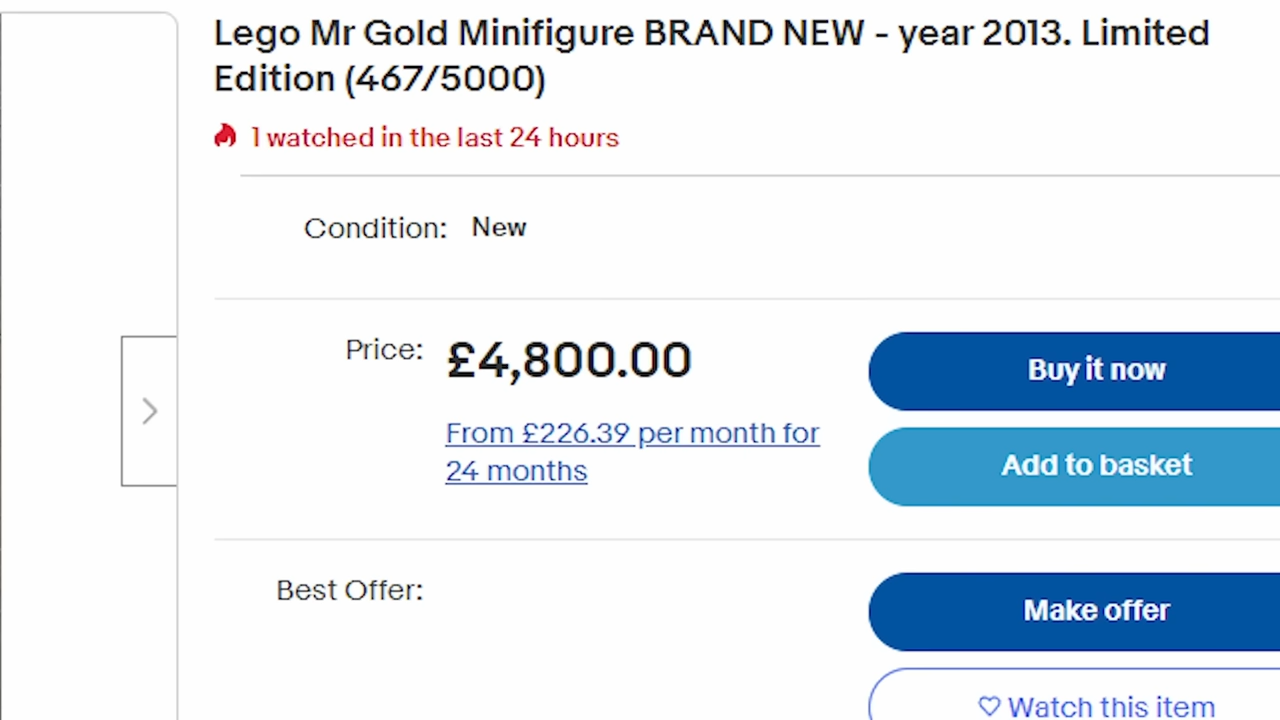 Lego Mr Gold Minifigure BRAND NEW - year 2013. Limited
Edition (467/5000)
1 watched in the last 24 hours
Condition: New
Price: £4,800.00
Buy it now
From £226.39 per month for
24 months
Add to basket
Best Offer:
Make offer
Watch this item